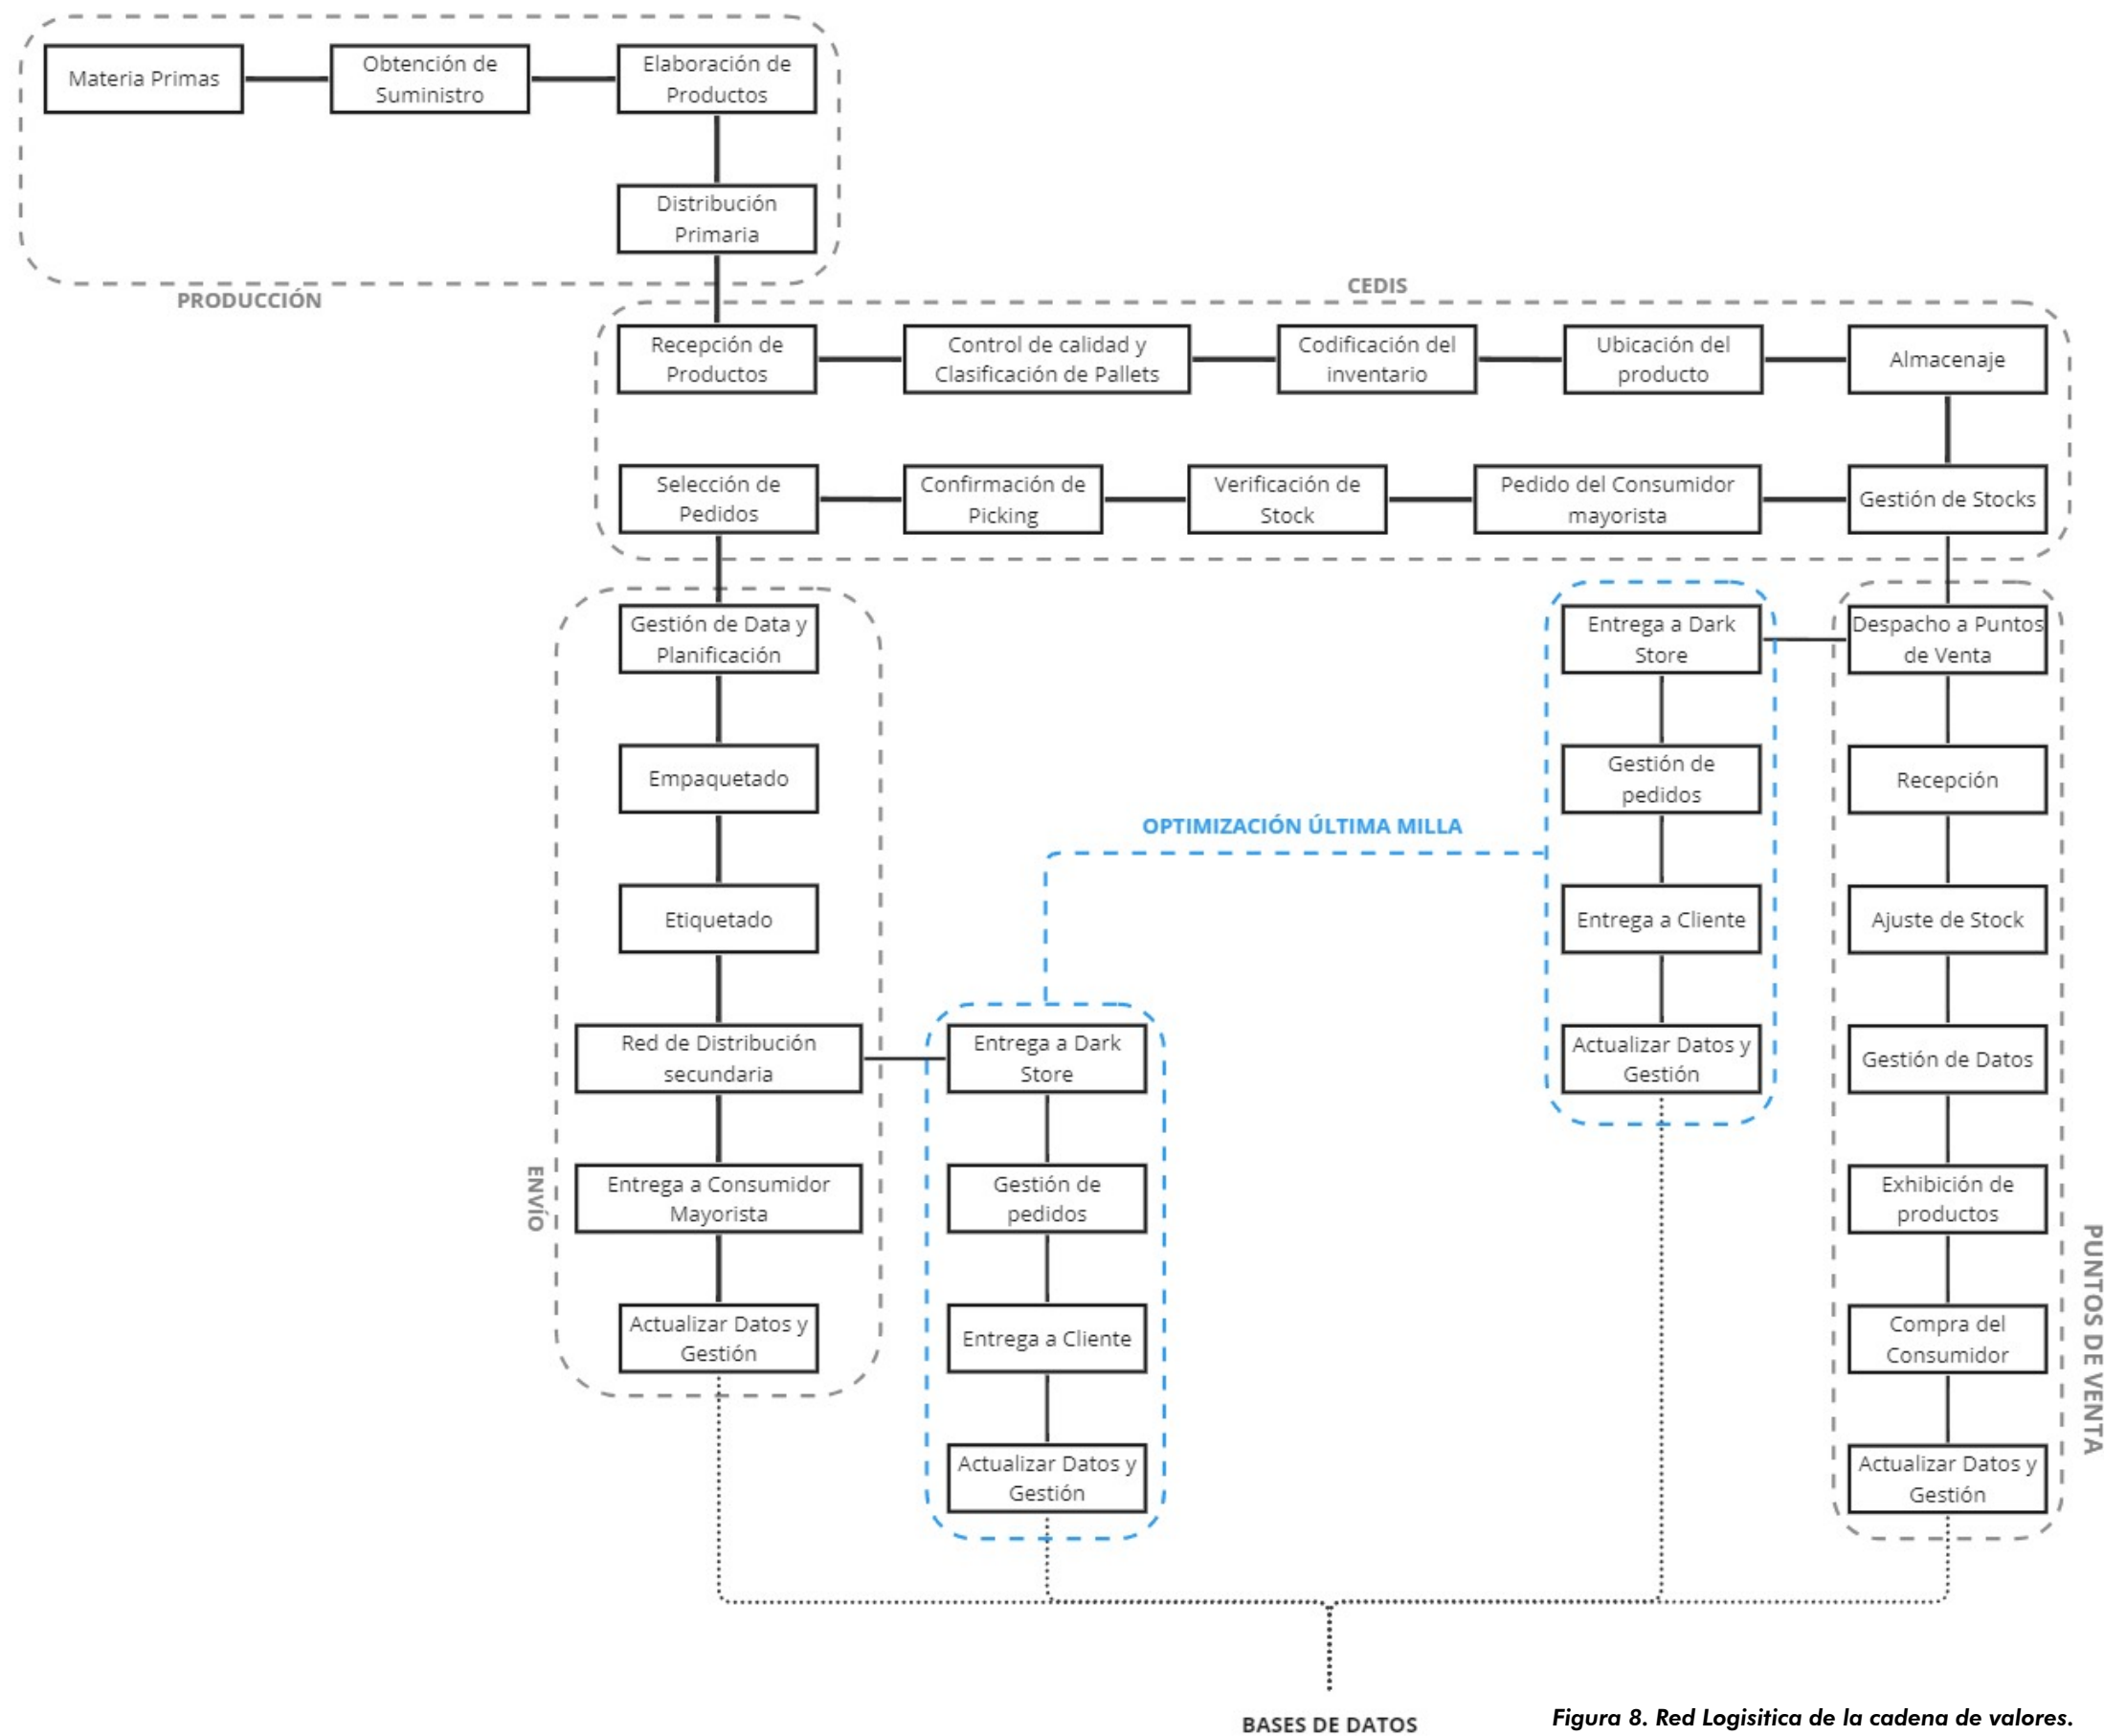 Materia Primas
Obtención de
Suministro
Elaboración de
Productos
Distribución
Primaria
PRODUCCIÓN
CEDIS
Recepción de
Productos
Control de calidad y
Clasificación de Pallets
Codificación del
inventario
Ubicación del
producto
Almacenaje
Selección de
Pedidos
Confirmación de
Picking
Verificación de
Stock
Pedido del Consumidor
mayorista
Gestión de Stocks
Gestión de Data y
Planificación
Empaquetado
Etiquetado
Red de Distribución
secundaria
Entrega a Consumidor
Mayorista
Actualizar Datos y
Gestión
ENVÍO
OPTIMIZACIÓN ÚLTIMA MILLA
Entrega a Dark
Store
Gestión de
pedidos
Entrega a Cliente
Actualizar Datos y
Gestión
Entrega a Dark
Store
Gestión de
pedidos
Entrega a Cliente
Actualizar Datos y
Gestión
Despacho a Puntos
de Venta
Recepción
Ajuste de Stock
Gestión de Datos
Exhibición de
productos
Compra del
Consumidor
Actualizar Datos y
Gestión
PUNTOS DE VENTA
BASES DE DATOS
Figura 8. Red Logisitica de la cadena de valores.